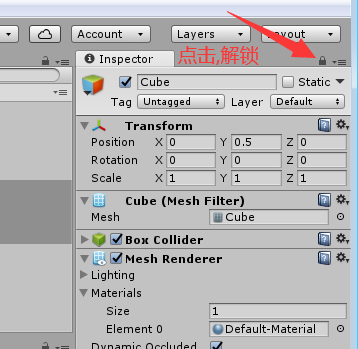 Account Layers Layout
Inspector 点击,解锁
Cube Static
Tag Untagged Layer Default
Transform
Position X 0 Y 0.5 Z 0
Rotation X 0 Y 0 Z 0
Scale X 1 Y 1 Z 1
Cube (Mesh Filter)
Mesh Cube
Box Collider
Mesh Renderer
Lighting
Materials
Size 1
Element 0 Default-Material
Dynamic Occluded